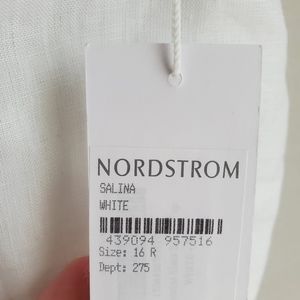 NORDSTROM
SALINA
WHITE
439094 957516
Size: 16 R
Dept: 275